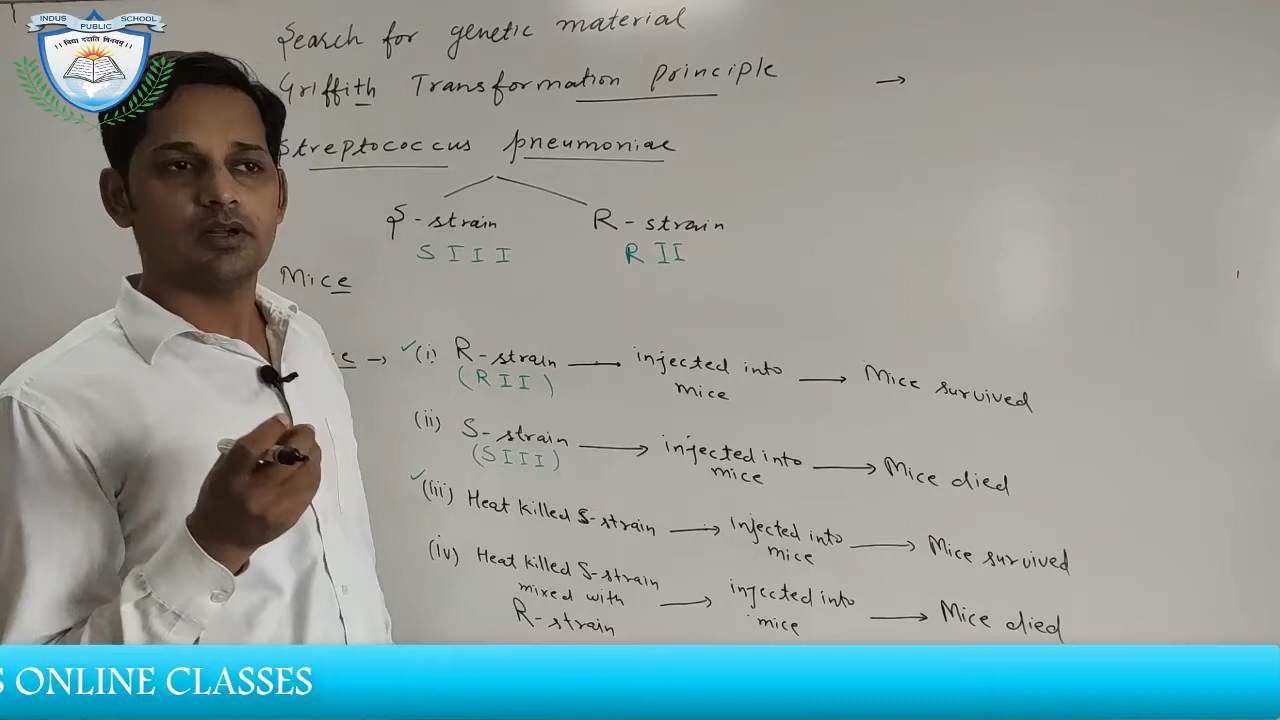 INDUS PUBLIC SCHOOL
।। विद्या ददाति विनयम् ।।
Search for genetic material
Griffith Transformation principle →
Streptococcus pneumoniae
S - strain R - strain
S III R II
Mice
e → ✓(i) R-strain → injected into mice → Mice survived
(R II)
(ii) S-strain → injected into mice → Mice died
(S III)
✓(iii) Heat killed S-strain → injected into mice → Mice survived
(iv) Heat killed S-strain mixed with R-strain → injected into mice → Mice died
S ONLINE CLASSES